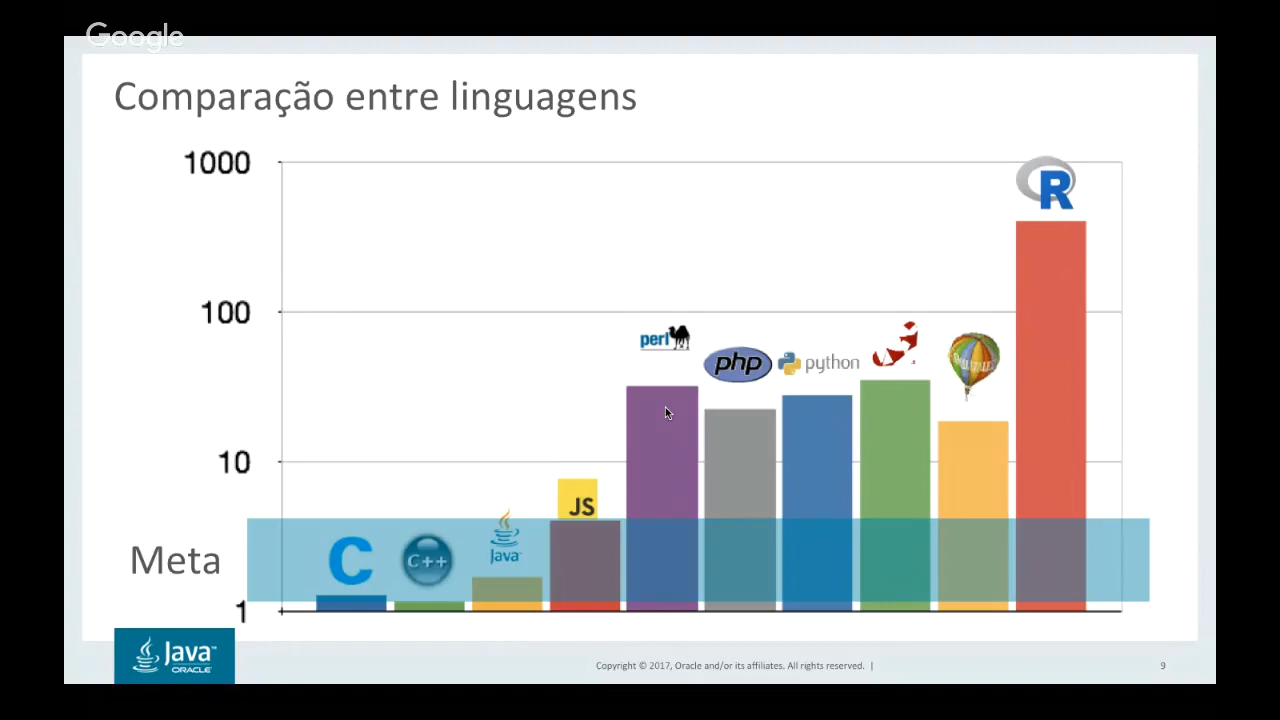 Google
Comparação entre linguagens
1000
R
100
perl
php
python
10
JS
C
C++
Java
Meta
1
Java™
ORACLE
Copyright © 2017, Oracle and/or its affiliates. All rights reserved. |
9